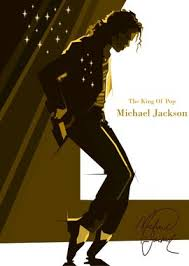 The King Of Pop
Michael Jackson